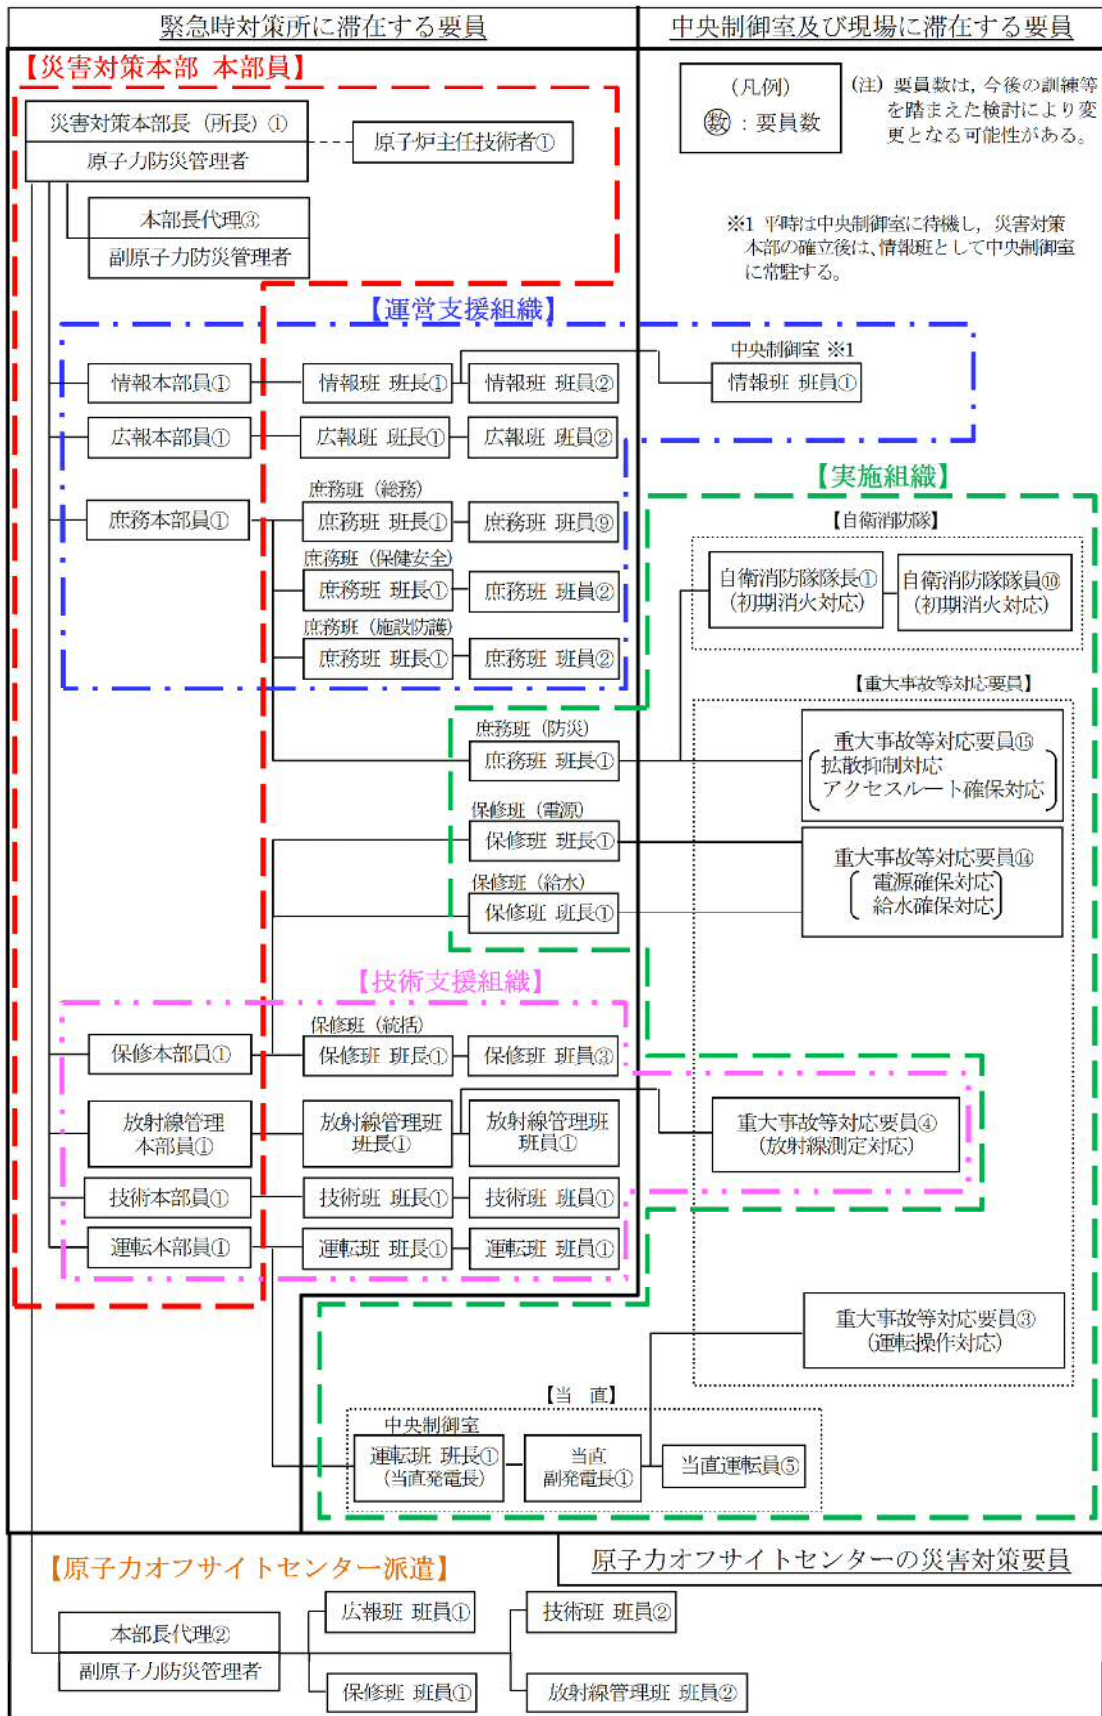 緊急時対策所に滞在する要員
中央制御室及び現場に滞在する要員
【災害対策本部 本部員】
災害対策本部長（所長）①
原子力防災管理者
原子炉主任技術者①
本部長代理③
副原子力防災管理者
（凡例）
㊝：要員数
(注) 要員数は，今後の訓練等
を踏まえた検討により変
更となる可能性がある。
※1 平時は中央制御室に待機し，災害対策
本部の確立後は，情報班として中央制御室
に常駐する。
【運営支援組織】
情報本部員①
情報班 班長①
情報班 班員②
中央制御室 ※1
情報班 班員①
広報本部員①
広報班 班長①
広報班 班員②
庶務本部員①
庶務班（総務）
庶務班 班長①
庶務班 班員⑨
庶務班（保健安全）
庶務班 班長①
庶務班 班員②
庶務班（施設防護）
庶務班 班長①
庶務班 班員②
【実施組織】
【自衛消防隊】
自衛消防隊隊長①
(初期消火対応)
自衛消防隊隊員⑩
(初期消火対応)
【重大事故等対応要員】
庶務班（防災）
庶務班 班長①
重大事故等対応要員⑮
拡散抑制対応
アクセスルート確保対応
保修班（電源）
保修班 班長①
保修班（給水）
保修班 班長①
重大事故等対応要員⑭
電源確保対応
給水確保対応
【技術支援組織】
保修本部員①
保修班（統括）
保修班 班長①
保修班 班員③
放射線管理
本部員①
放射線管理班
班長①
放射線管理班
班員①
重大事故等対応要員④
(放射線測定対応)
技術本部員①
技術班 班長①
技術班 班員①
運転本部員①
運転班 班長①
運転班 班員①
重大事故等対応要員③
(運転操作対応)
【当 直】
中央制御室
運転班 班長①
(当直発電長)
当直
副発電長①
当直運転員⑤
【原子力オフサイトセンター派遣】
原子力オフサイトセンターの災害対策要員
本部長代理②
副原子力防災管理者
広報班 班員①
技術班 班員②
保修班 班員①
放射線管理班 班員②